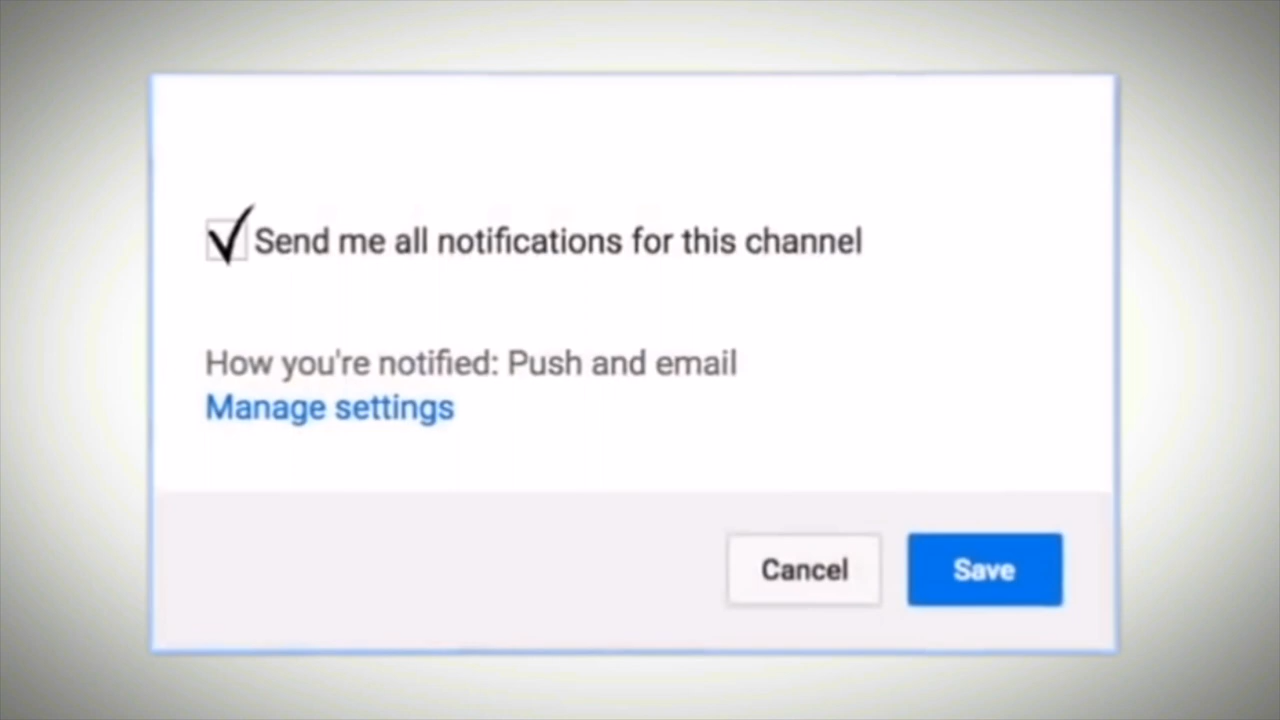 Send me all notifications for this channel
How you're notified: Push and email
Manage settings
Cancel
Save